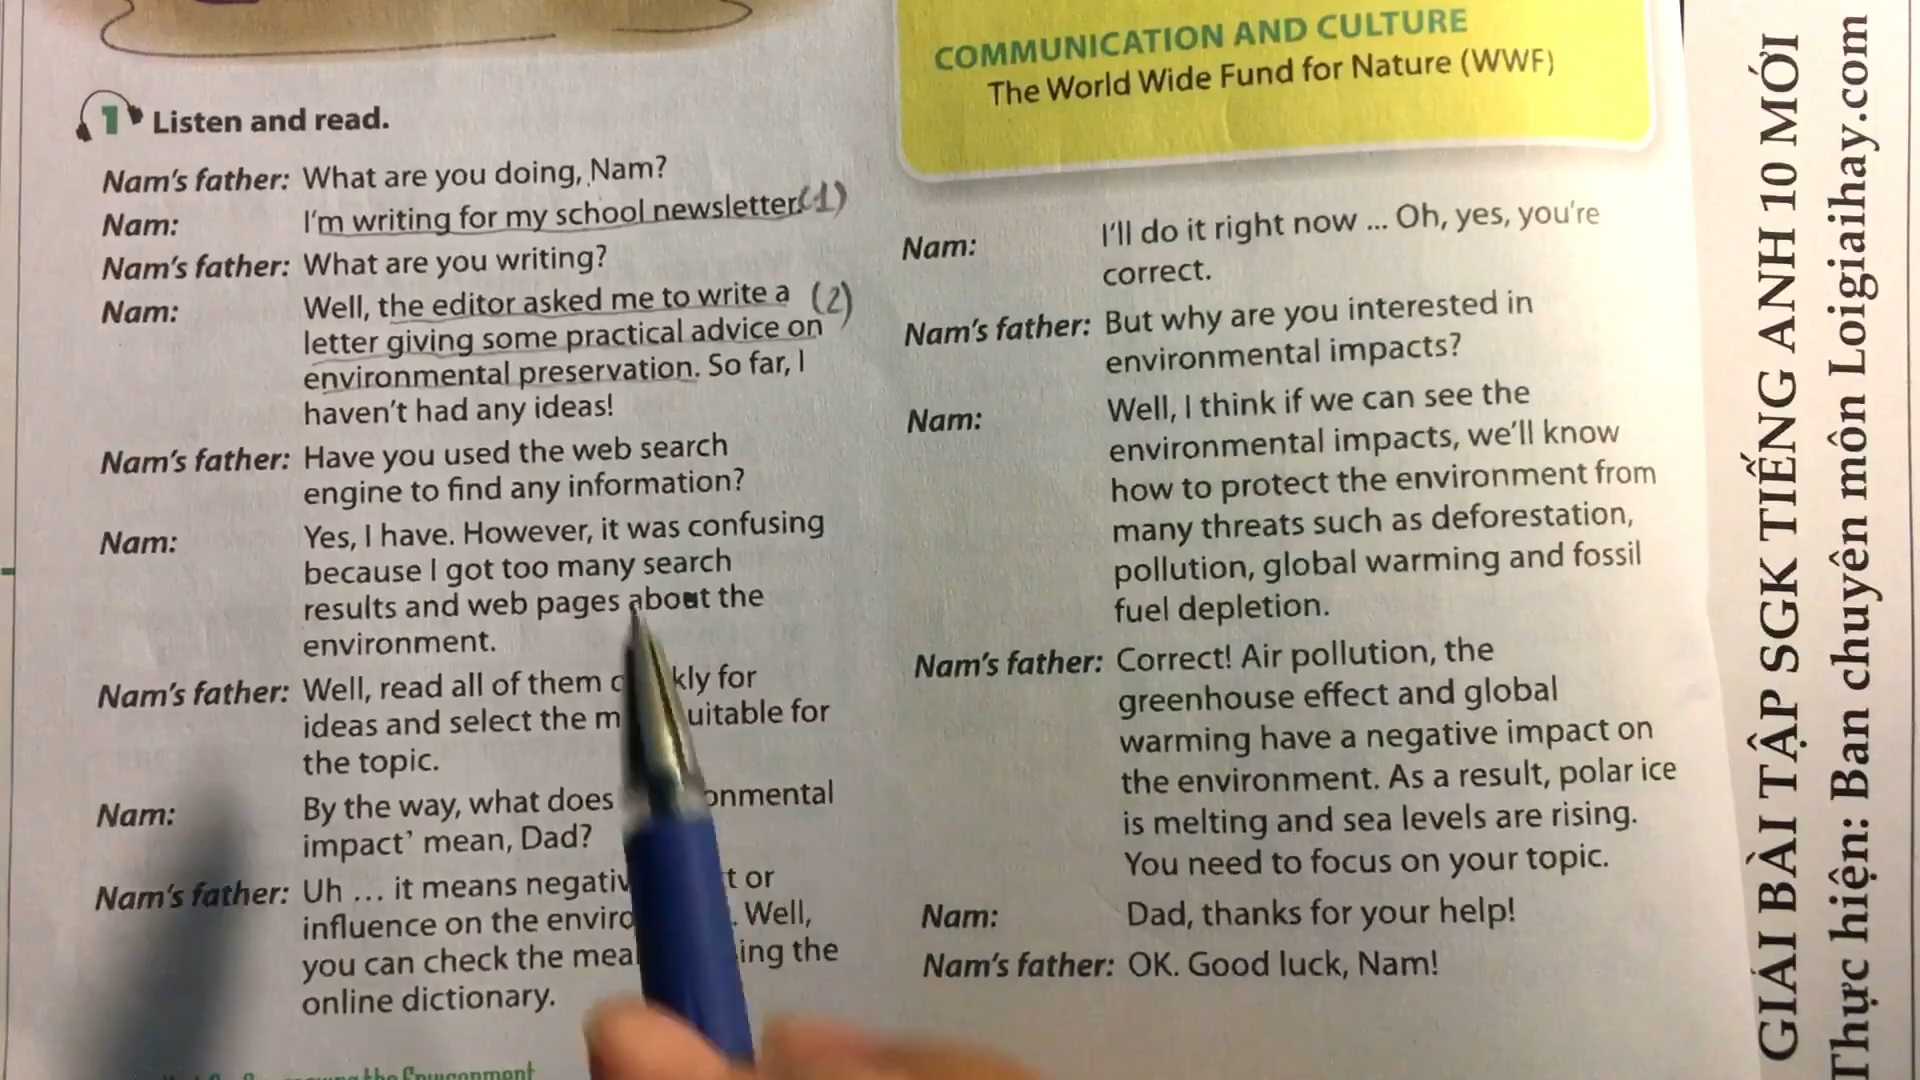 COMMUNICATION AND CULTURE
The World Wide Fund for Nature (WWF)
1 Listen and read.
Nam's father: What are you doing, Nam?
Nam: I'm writing for my school newsletter. (1)
Nam's father: What are you writing?
Nam: Well, the editor asked me to write a (2)
letter giving some practical advice on
environmental preservation. So far, I
haven't had any ideas!
Nam's father: Have you used the web search
engine to find any information?
Nam: Yes, I have. However, it was confusing
because I got too many search
results and web pages about the
environment.
Nam's father: Well, read all of them for
ideas and select the for
the topic.
Nam: By the way, what does
impact' mean, Dad?
Nam's father: Uh ... it means or
influence on the Well,
you can check the the
online dictionary.
Nam: I'll do it right now ... Oh, yes, you're
correct.
Nam's father: But why are you interested in
environmental impacts?
Nam: Well, I think if we can see the
environmental impacts, we'll know
how to protect the environment from
many threats such as deforestation,
pollution, global warming and fossil
fuel depletion.
Nam's father: Correct! Air pollution, the
greenhouse effect and global
warming have a negative impact on
the environment. As a result, polar ice
is melting and sea levels are rising.
You need to focus on your topic.
Nam: Dad, thanks for your help!
Nam's father: OK. Good luck, Nam!
the Environment
GIẢI BÀI TẬP SGK TIẾNG ANH 10 MỚI
Thực hiện: Ban chuyên môn Loigiaihay.com